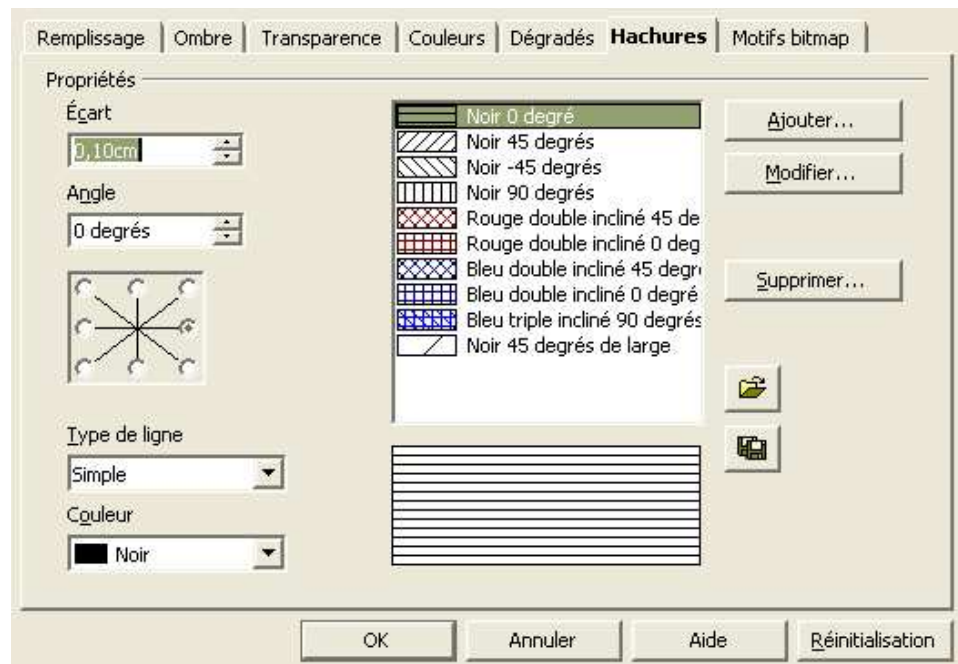 Remplissage Ombre Transparence Couleurs Dégradés Hachures Motifs bitmap
Propriétés
Écart
0,10cm
Angle
0 degrés
Type de ligne
Simple
Couleur
Noir
Noir 0 degré
Noir 45 degrés
Noir -45 degrés
Noir 90 degrés
Rouge double incliné 45 de
Rouge double incliné 0 deg
Bleu double incliné 45 degr
Bleu double incliné 0 degré
Bleu triple incliné 90 degrés
Noir 45 degrés de large
Ajouter...
Modifier...
Supprimer...
OK Annuler Aide Réinitialisation